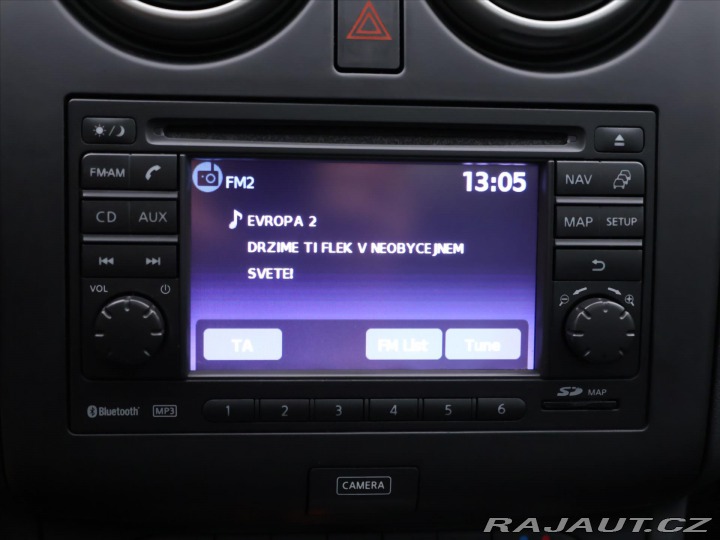 FM-AM
CD AUX
VOL
FM2 13:05
EVROPA 2
DRZIME TI FLEK V NEOBYCEJNEM
SVETE!
TA FM List Tune
NAV
MAP SETUP
Bluetooth MP3
1 2 3 4 5 6
SD MAP
CAMERA
RAJAUT.CZ